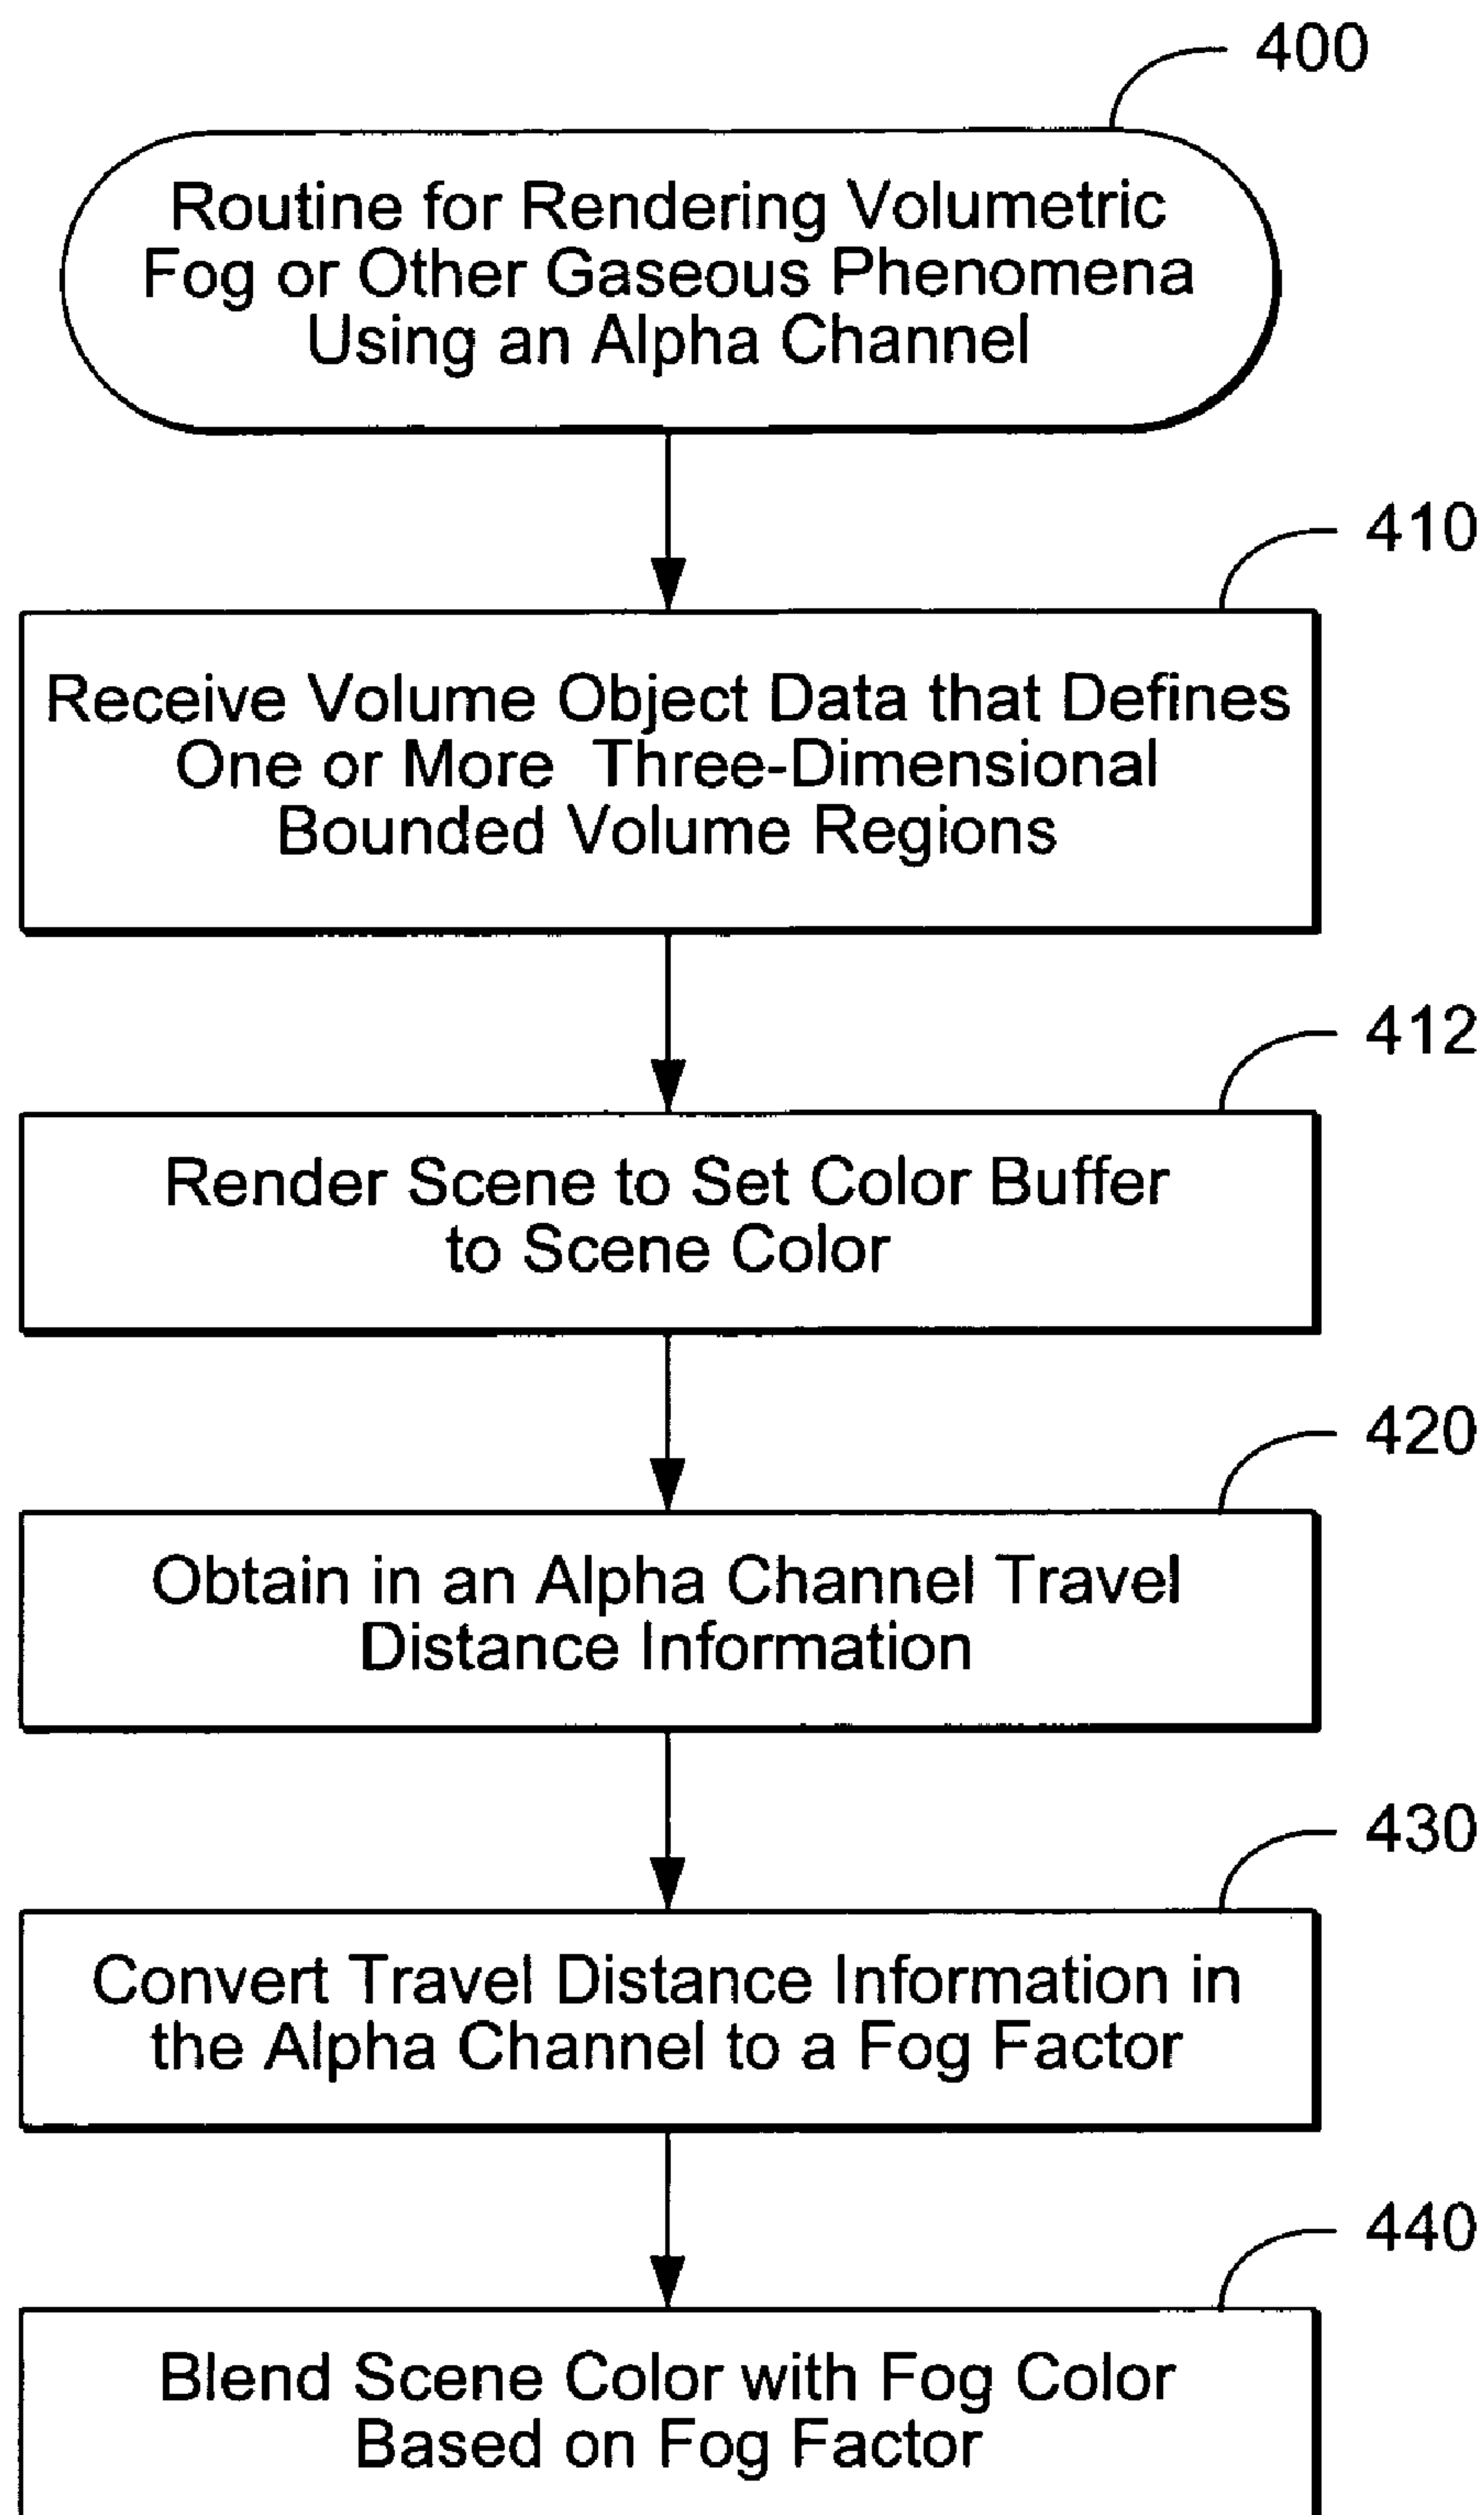 400
Routine for Rendering Volumetric
Fog or Other Gaseous Phenomena
Using an Alpha Channel
410
Receive Volume Object Data that Defines
One or More Three-Dimensional
Bounded Volume Regions
412
Render Scene to Set Color Buffer
to Scene Color
420
Obtain in an Alpha Channel Travel
Distance Information
430
Convert Travel Distance Information in
the Alpha Channel to a Fog Factor
440
Blend Scene Color with Fog Color
Based on Fog Factor